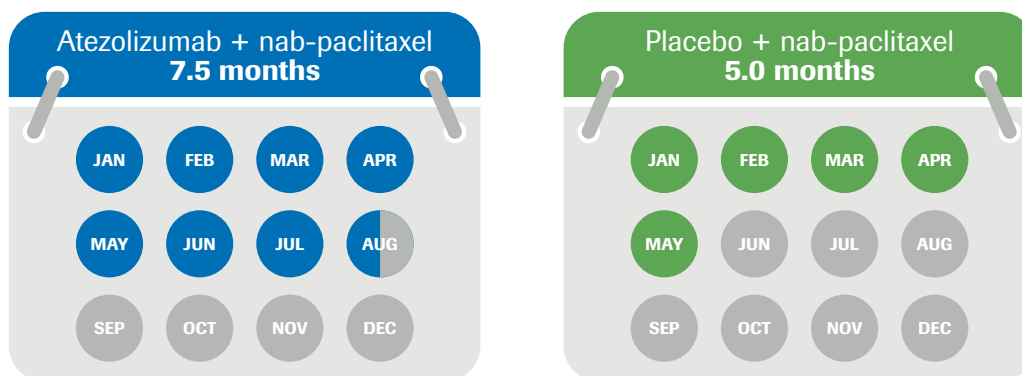 Atezolizumab + nab-paclitaxel
7.5 months
JAN FEB MAR APR
MAY JUN JUL AUG
SEP OCT NOV DEC
Placebo + nab-paclitaxel
5.0 months
JAN FEB MAR APR
MAY JUN JUL AUG
SEP OCT NOV DEC